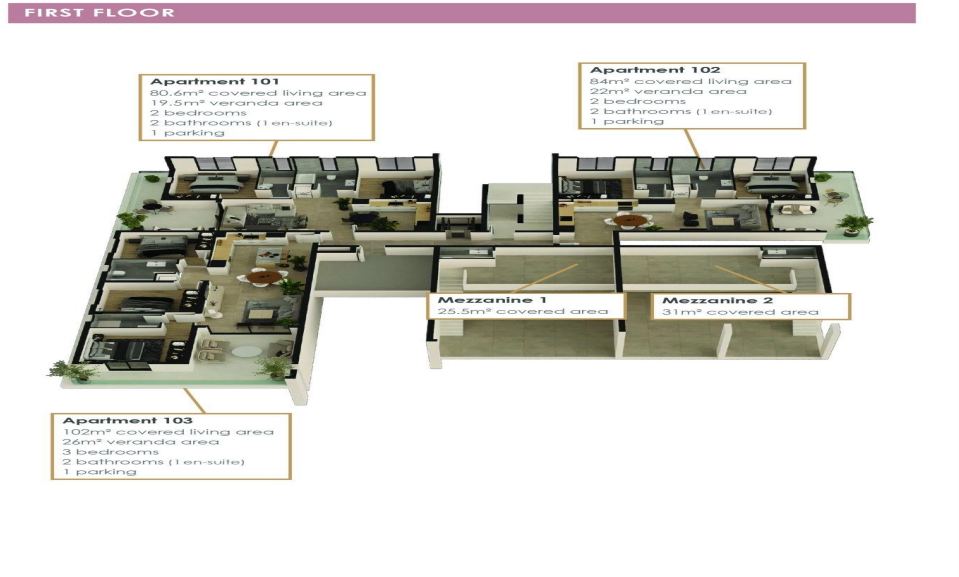 FIRST FLOOR
Apartment 101
80.6m² covered living area
19.5m² veranda area
2 bedrooms
2 bathrooms (1 en-suite)
1 parking
Apartment 102
84m² covered living area
22m² veranda area
2 bedrooms
2 bathrooms (1 en-suite)
1 parking
Mezzanine 1
25.5m² covered area
Mezzanine 2
31m² covered area
Apartment 103
102m² covered living area
26m² veranda area
3 bedrooms
2 bathrooms (1 en-suite)
1 parking